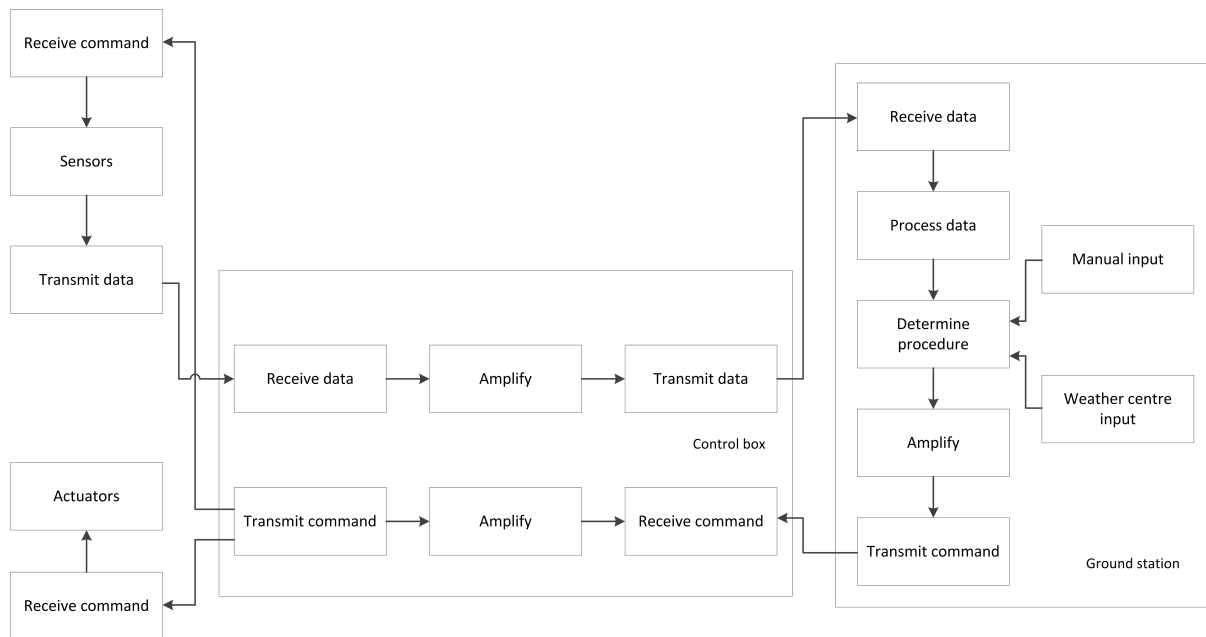 Receive command
Sensors
Transmit data
Receive data
Amplify
Transmit data
Control box
Transmit command
Amplify
Receive command
Actuators
Receive command
Receive data
Process data
Manual input
Determine
procedure
Weather centre
input
Amplify
Transmit command
Ground station